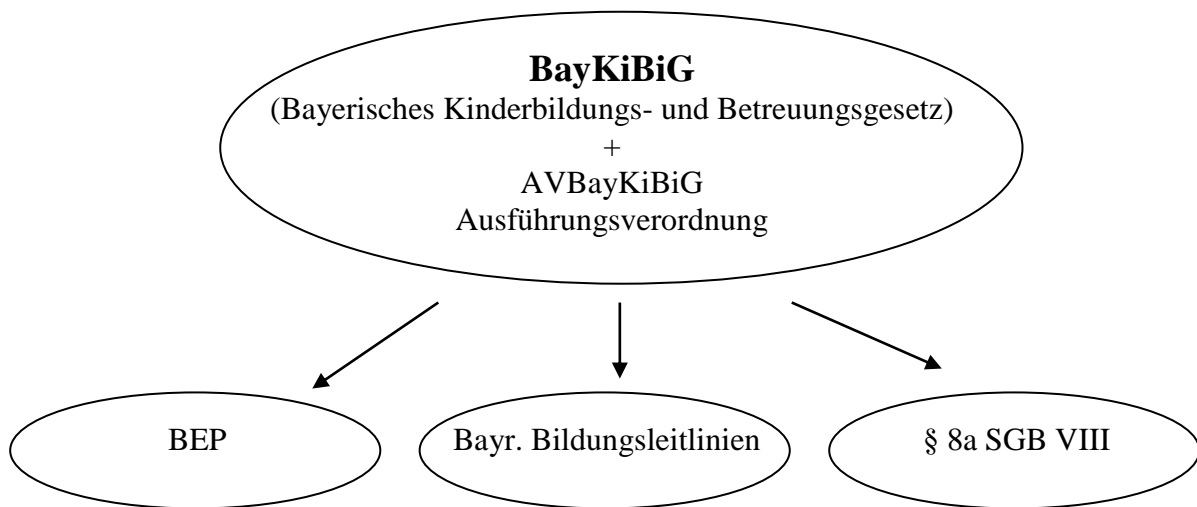 BayKiBiG
(Bayerisches Kinderbildungs- und Betreuungsgesetz)
+
AVBayKiBiG
Ausführungsverordnung
BEP
Bayr. Bildungsleitlinien
§ 8a SGB VIII